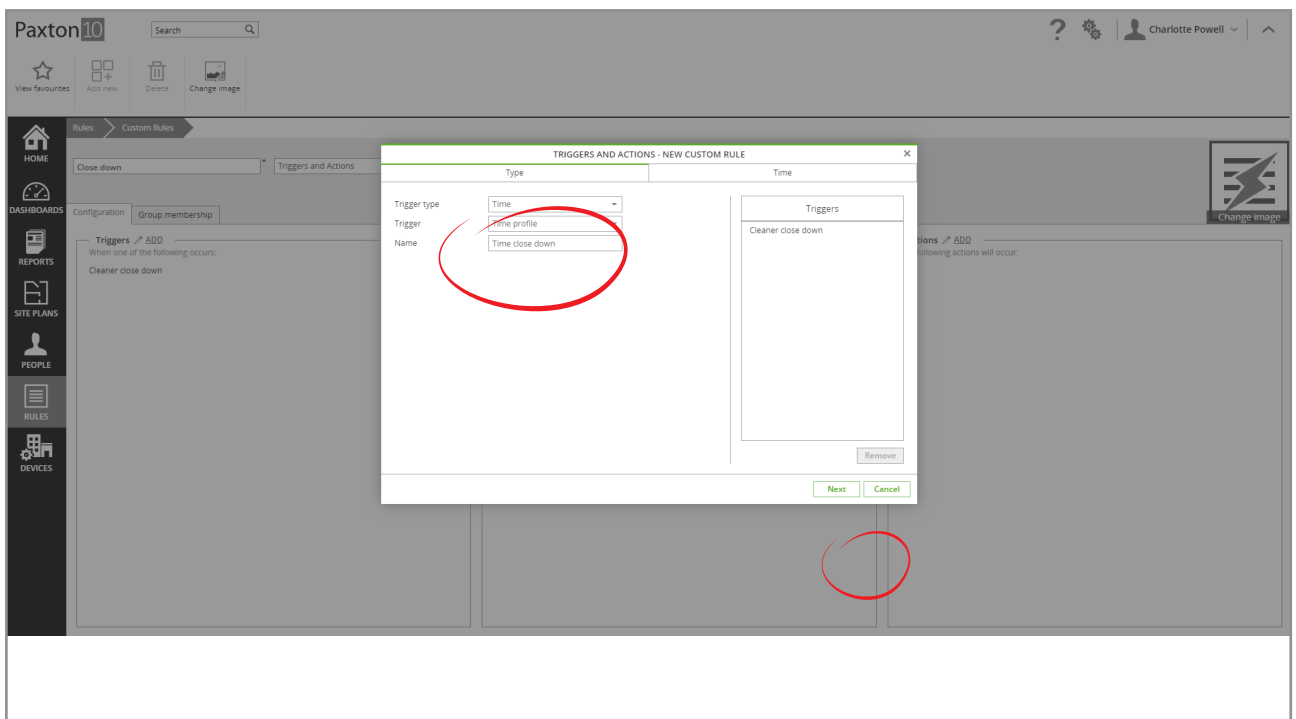 Paxton10
Search
?
Charlotte Powell
View favourites
Add new
Delete
Change image
Rules
Custom Rules
HOME
DASHBOARDS
REPORTS
SITE PLANS
PEOPLE
RULES
DEVICES
Close down
*
Triggers and Actions
Change image
Configuration
Group membership
Triggers ADD
When one of the following occurs:
Cleaner close down
tions ADD
following actions will occur:
TRIGGERS AND ACTIONS - NEW CUSTOM RULE
Type
Time
Trigger type
Time
Trigger
Time profile
Name
Time close down
Triggers
Cleaner close down
Remove
Next
Cancel